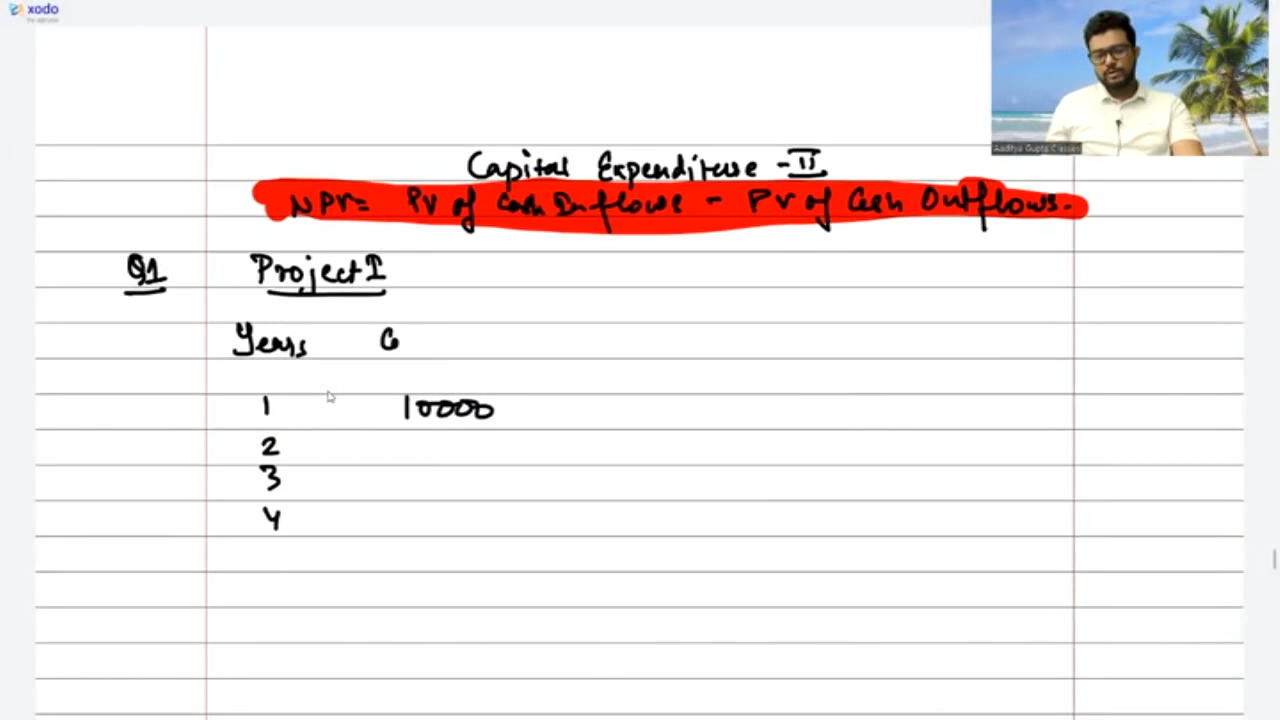 xodo
Aaditya Gupta Classes
Capital Expenditure - II
NPV= PV of Cash Inflows - PV of Cash Outflows.
Q1 Project I
Years C
1 10000
2
3
4